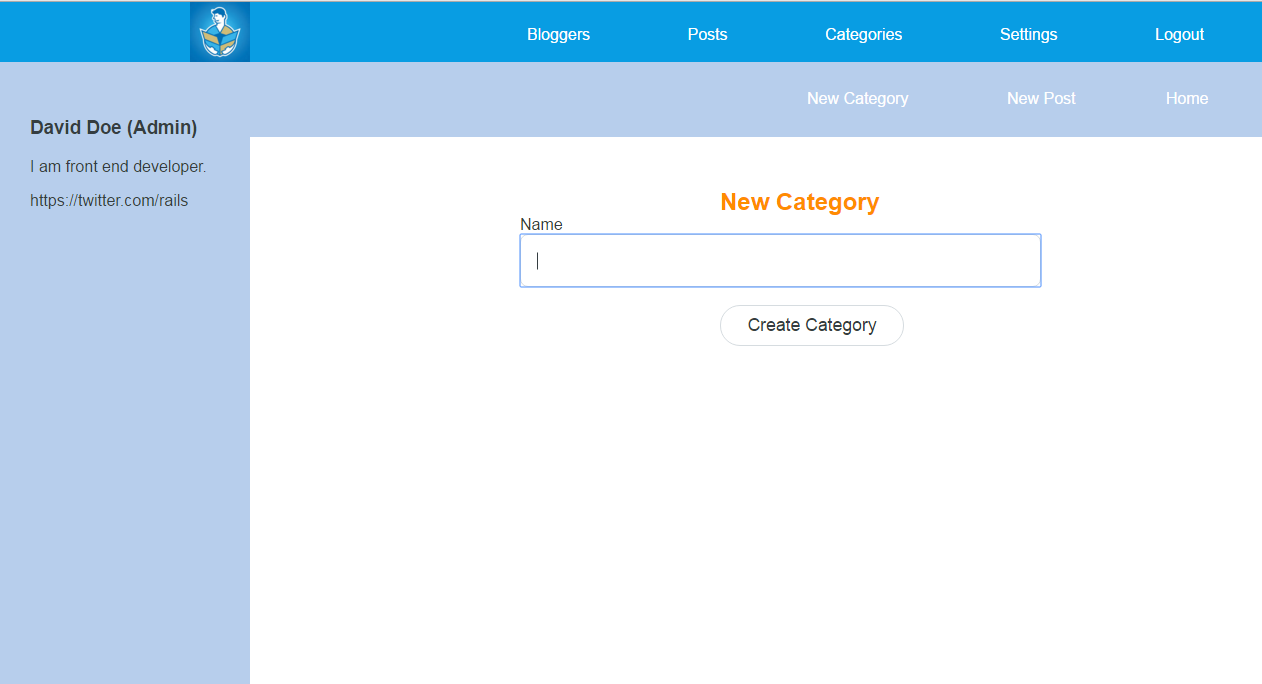 Bloggers Posts Categories Settings Logout
New Category New Post Home
David Doe (Admin)
I am front end developer.
https://twitter.com/rails
New Category
Name
Create Category